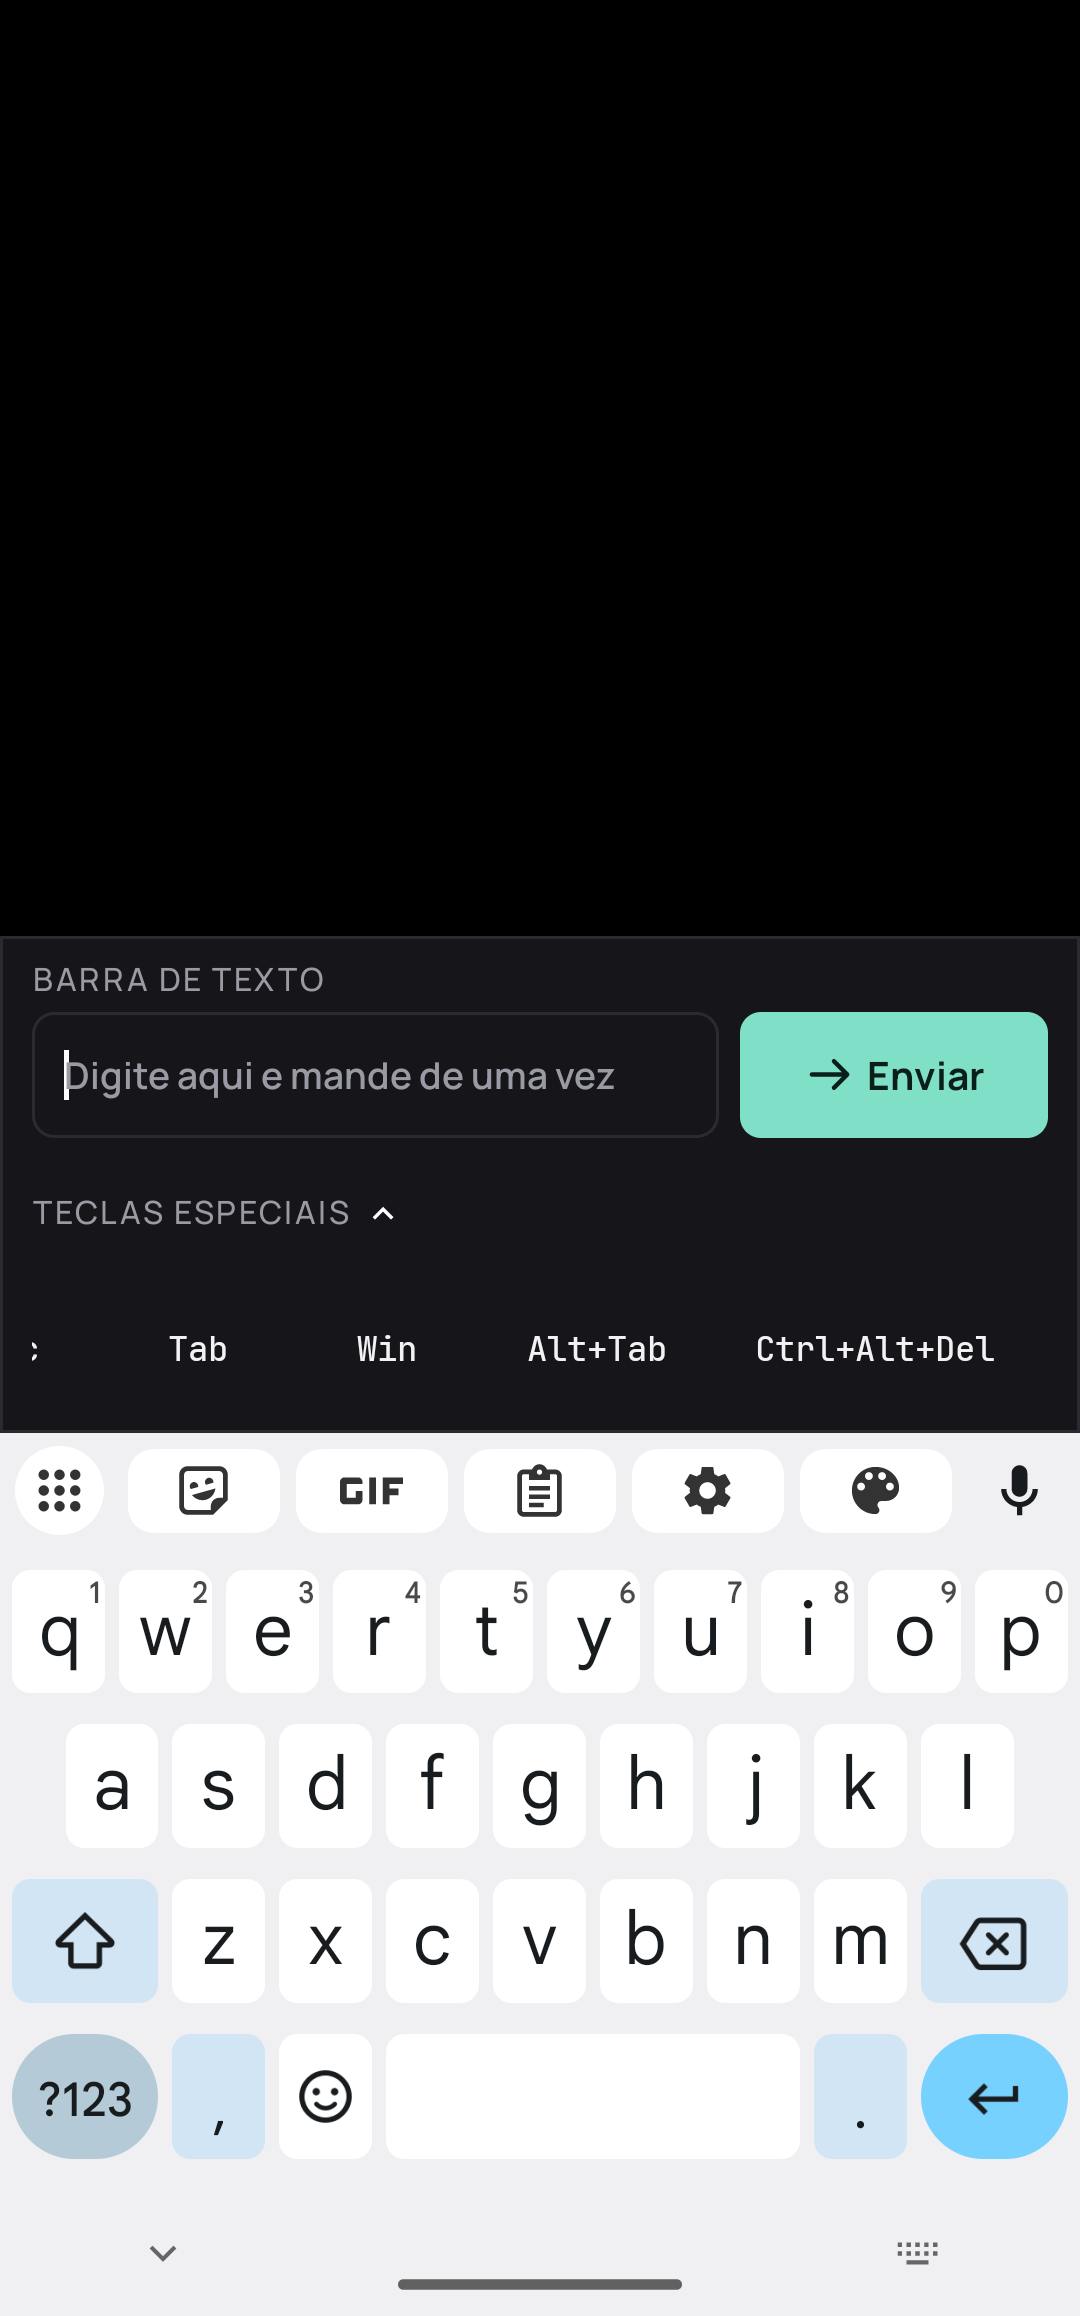 BARRA DE TEXTO
Digite aqui e mande de uma vez
→ Enviar
TECLAS ESPECIAIS
Tab Win Alt+Tab Ctrl+Alt+Del
GIF
1 2 3 4 5 6 7 8 9 0
q w e r t y u i o p
a s d f g h j k l
z x c v b n m
?123 , .